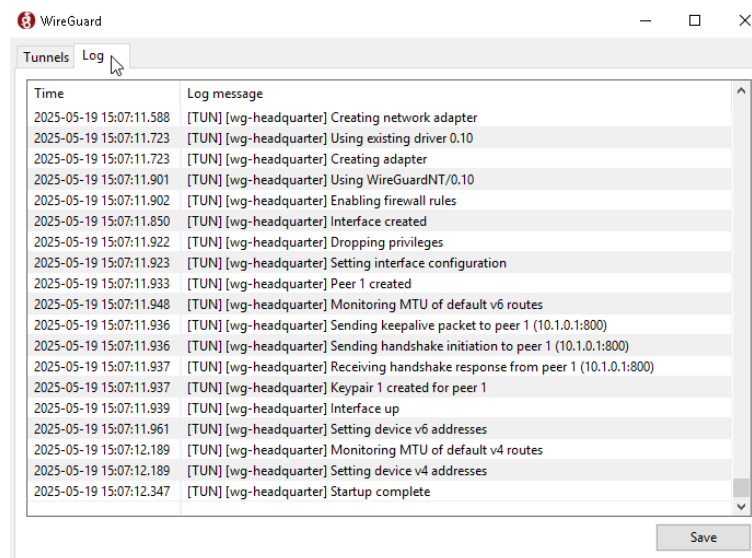 WireGuard
Tunnels Log
Time Log message
2025-05-19 15:07:11.588 [TUN] [wg-headquarter] Creating network adapter
2025-05-19 15:07:11.723 [TUN] [wg-headquarter] Using existing driver 0.10
2025-05-19 15:07:11.723 [TUN] [wg-headquarter] Creating adapter
2025-05-19 15:07:11.901 [TUN] [wg-headquarter] Using WireGuardNT/0.10
2025-05-19 15:07:11.902 [TUN] [wg-headquarter] Enabling firewall rules
2025-05-19 15:07:11.850 [TUN] [wg-headquarter] Interface created
2025-05-19 15:07:11.922 [TUN] [wg-headquarter] Dropping privileges
2025-05-19 15:07:11.923 [TUN] [wg-headquarter] Setting interface configuration
2025-05-19 15:07:11.933 [TUN] [wg-headquarter] Peer 1 created
2025-05-19 15:07:11.948 [TUN] [wg-headquarter] Monitoring MTU of default v6 routes
2025-05-19 15:07:11.936 [TUN] [wg-headquarter] Sending keepalive packet to peer 1 (10.1.0.1:800)
2025-05-19 15:07:11.936 [TUN] [wg-headquarter] Sending handshake initiation to peer 1 (10.1.0.1:800)
2025-05-19 15:07:11.937 [TUN] [wg-headquarter] Receiving handshake response from peer 1 (10.1.0.1:800)
2025-05-19 15:07:11.937 [TUN] [wg-headquarter] Keypair 1 created for peer 1
2025-05-19 15:07:11.939 [TUN] [wg-headquarter] Interface up
2025-05-19 15:07:11.961 [TUN] [wg-headquarter] Setting device v6 addresses
2025-05-19 15:07:12.189 [TUN] [wg-headquarter] Monitoring MTU of default v4 routes
2025-05-19 15:07:12.189 [TUN] [wg-headquarter] Setting device v4 addresses
2025-05-19 15:07:12.347 [TUN] [wg-headquarter] Startup complete
Save